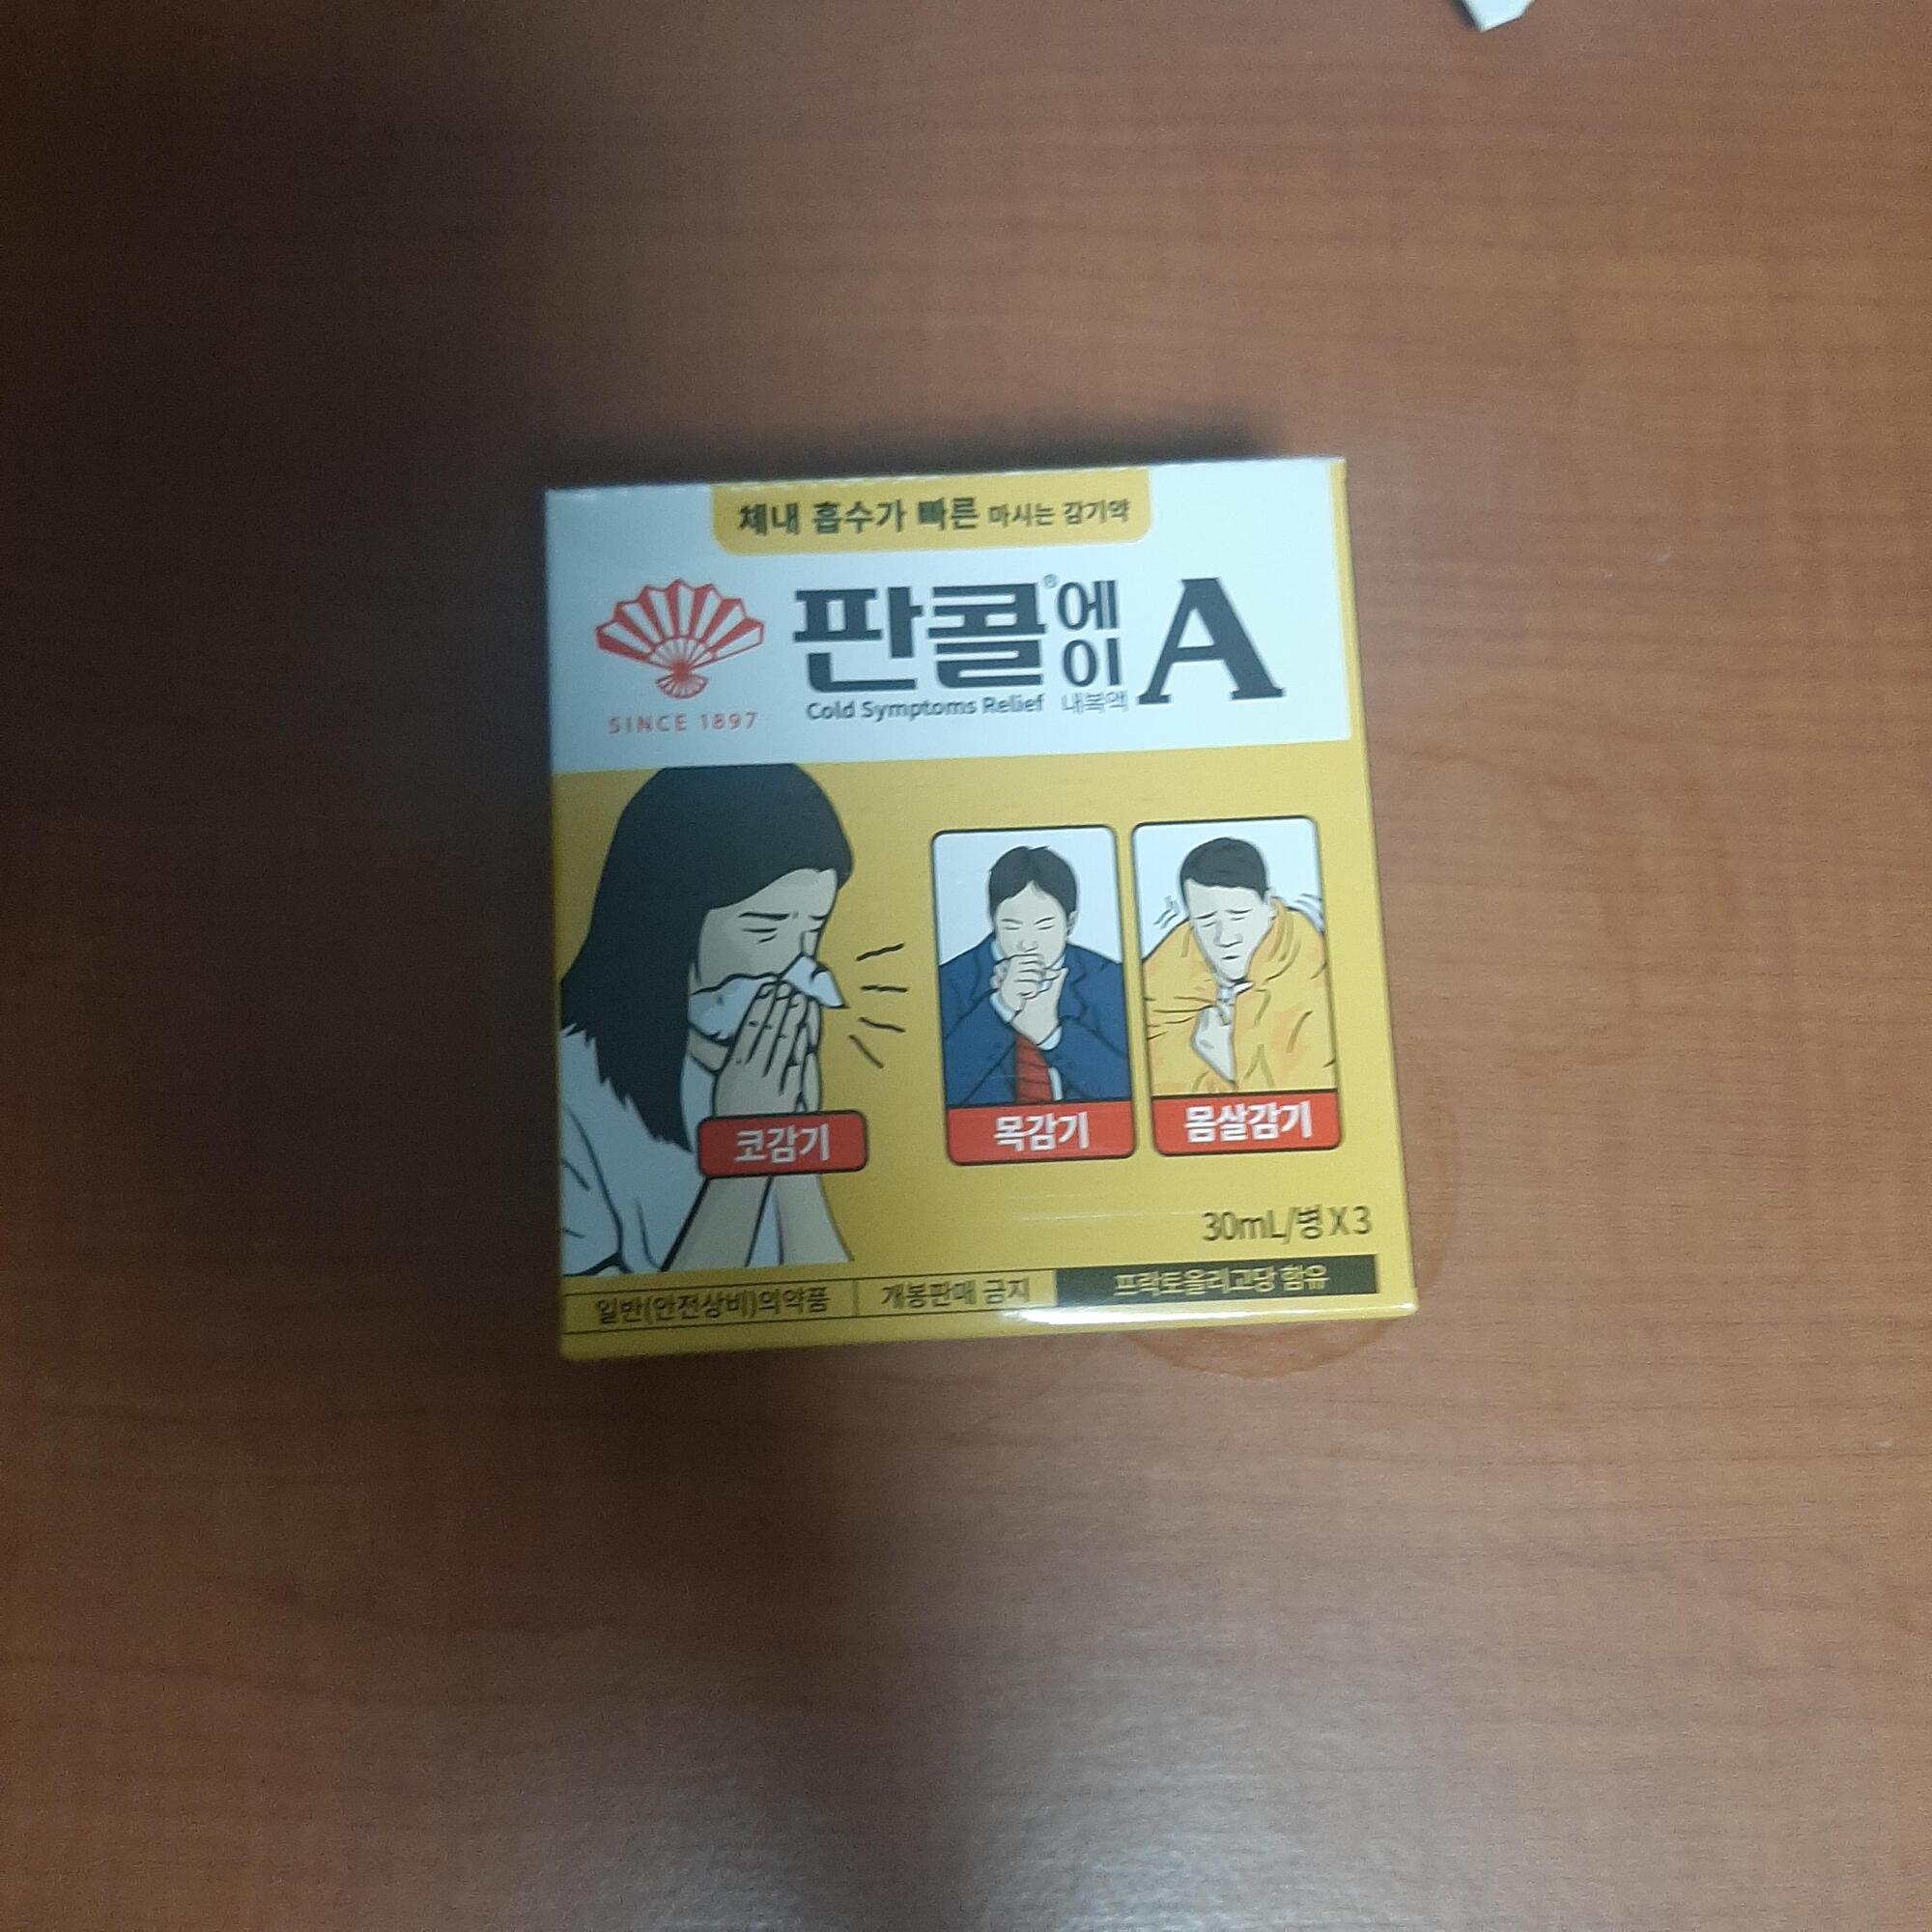 체내 흡수가 빠른 마시는 감기약
판콜® 에이 A
Cold Symptoms Relief 내복액
SINCE 1897
코감기
목감기
몸살감기
30mL/병 X 3
일반(안전상비)의약품 개봉판매 금지 프락토올리고당 함유